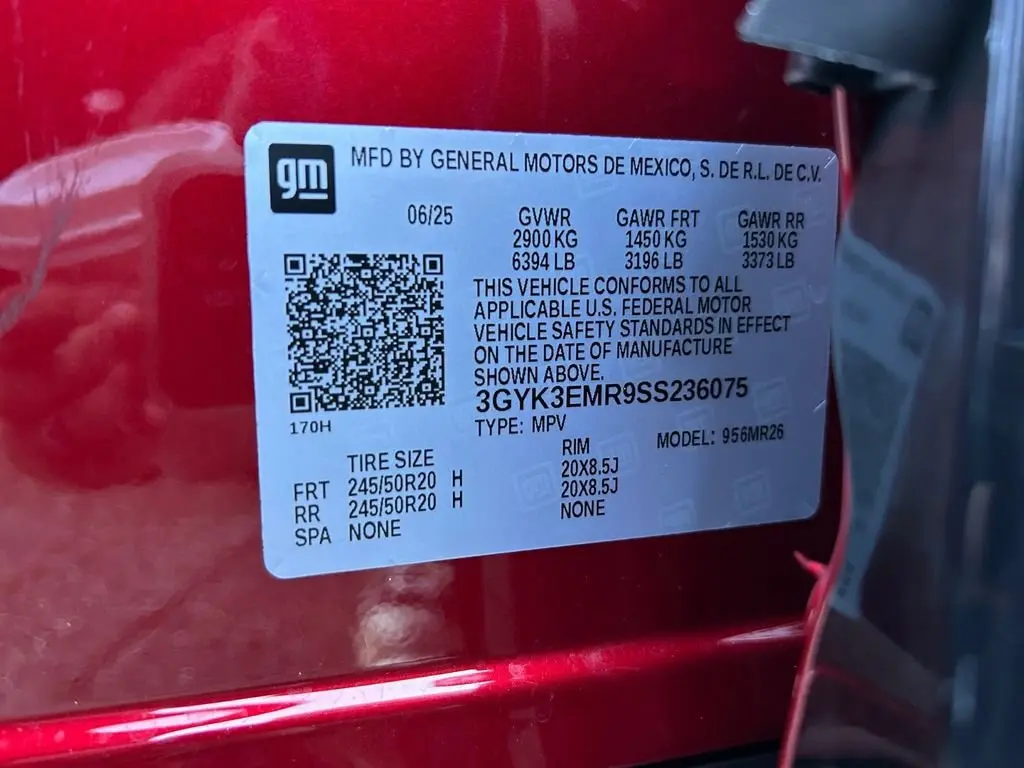 gm
MFD BY GENERAL MOTORS DE MEXICO, S. DE R.L. DE C.V.
06/25 GVWR GAWR FRT GAWR RR
2900 KG 1450 KG 1530 KG
6394 LB 3196 LB 3373 LB
THIS VEHICLE CONFORMS TO ALL
APPLICABLE U.S. FEDERAL MOTOR
VEHICLE SAFETY STANDARDS IN EFFECT
ON THE DATE OF MANUFACTURE
SHOWN ABOVE.
3GYK3EMR9SS236075
170H
TYPE: MPV MODEL: 956MR26
TIRE SIZE RIM
FRT 245/50R20 H 20X8.5J
RR 245/50R20 H 20X8.5J
SPA NONE NONE